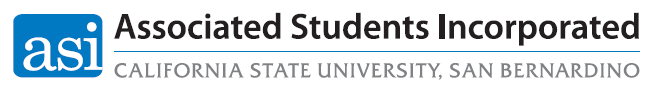 asi
Associated Students Incorporated
CALIFORNIA STATE UNIVERSITY, SAN BERNARDINO